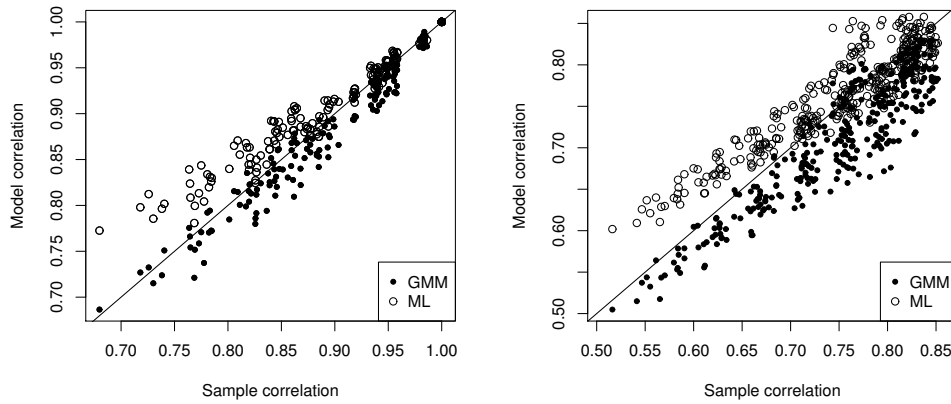 Model correlation
1.00
0.95
0.90
0.85
0.80
0.75
0.70
GMM
ML
0.70 0.75 0.80 0.85 0.90 0.95 1.00
Sample correlation
Model correlation
0.80
0.70
0.60
0.50
GMM
ML
0.50 0.55 0.60 0.65 0.70 0.75 0.80 0.85
Sample correlation